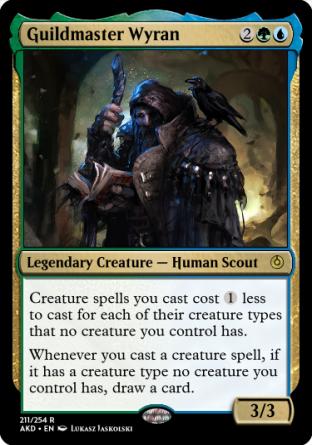 Guildmaster Wyran 2
Legendary Creature — Human Scout
Creature spells you cast cost 1 less
to cast for each of their creature types
that no creature you control has.
Whenever you cast a creature spell, if
it has a creature type no creature you
control has, draw a card.
3/3
211/254 R
AKD • EN Lukasz Jaskolski